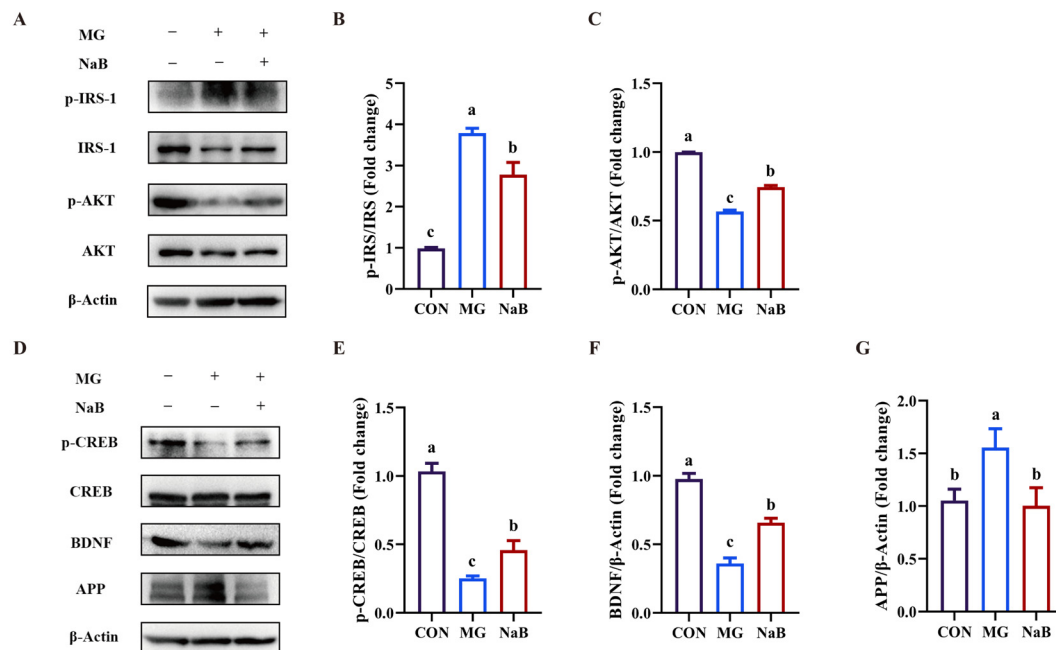 A
MG − + +
NaB − − +
p-IRS-1
IRS-1
p-AKT
AKT
β-Actin
B
p-IRS/IRS (Fold change)
5
4
3
2
1
0
c
a
b
CON MG NaB
C
p-AKT/AKT (Fold change)
1.5
1.0
0.5
0.0
a
c
b
CON MG NaB
D
MG − + +
NaB − − +
p-CREB
CREB
BDNF
APP
β-Actin
E
p-CREB/CREB (Fold change)
1.5
1.0
0.5
0.0
a
c
b
CON MG NaB
F
BDNF/β-Actin (Fold change)
1.5
1.0
0.5
0.0
a
c
b
CON MG NaB
G
APP/β-Actin (Fold change)
2.0
1.5
1.0
0.5
0.0
b
a
b
CON MG NaB